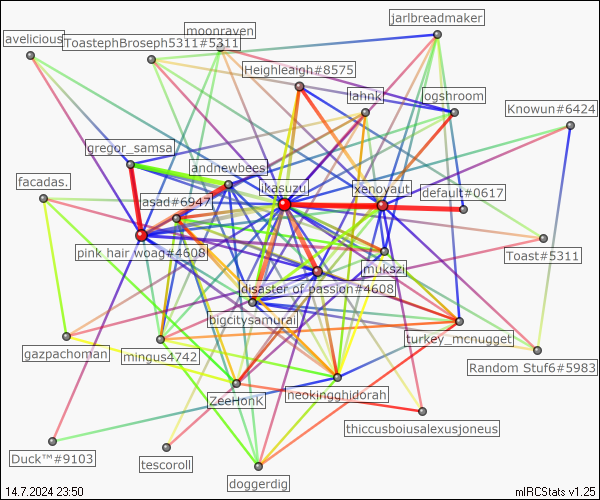 moonraven
jarlbreadmaker
avelicious
ToastephBroseph5311#5311
Heighleaigh#8575
lahnk
ogshroom
Knowun#6424
gregor_samsa
andnewbees
facadas.
asad#6947
ikasuzu
xenoyaut
default#0617
pink hair woag#4608
mukszi
Toast#5311
disaster of passion#4608
bigcitysamurai
turkey_mcnugget
gazpachoman
mingus4742
Random Stuf6#5983
ZeeHonK
neokingghidorah
thiccusboiusalexusjoneus
Duck™#9103
tescoroll
doggerdig
14.7.2024 23:50
mIRCStats v1.25